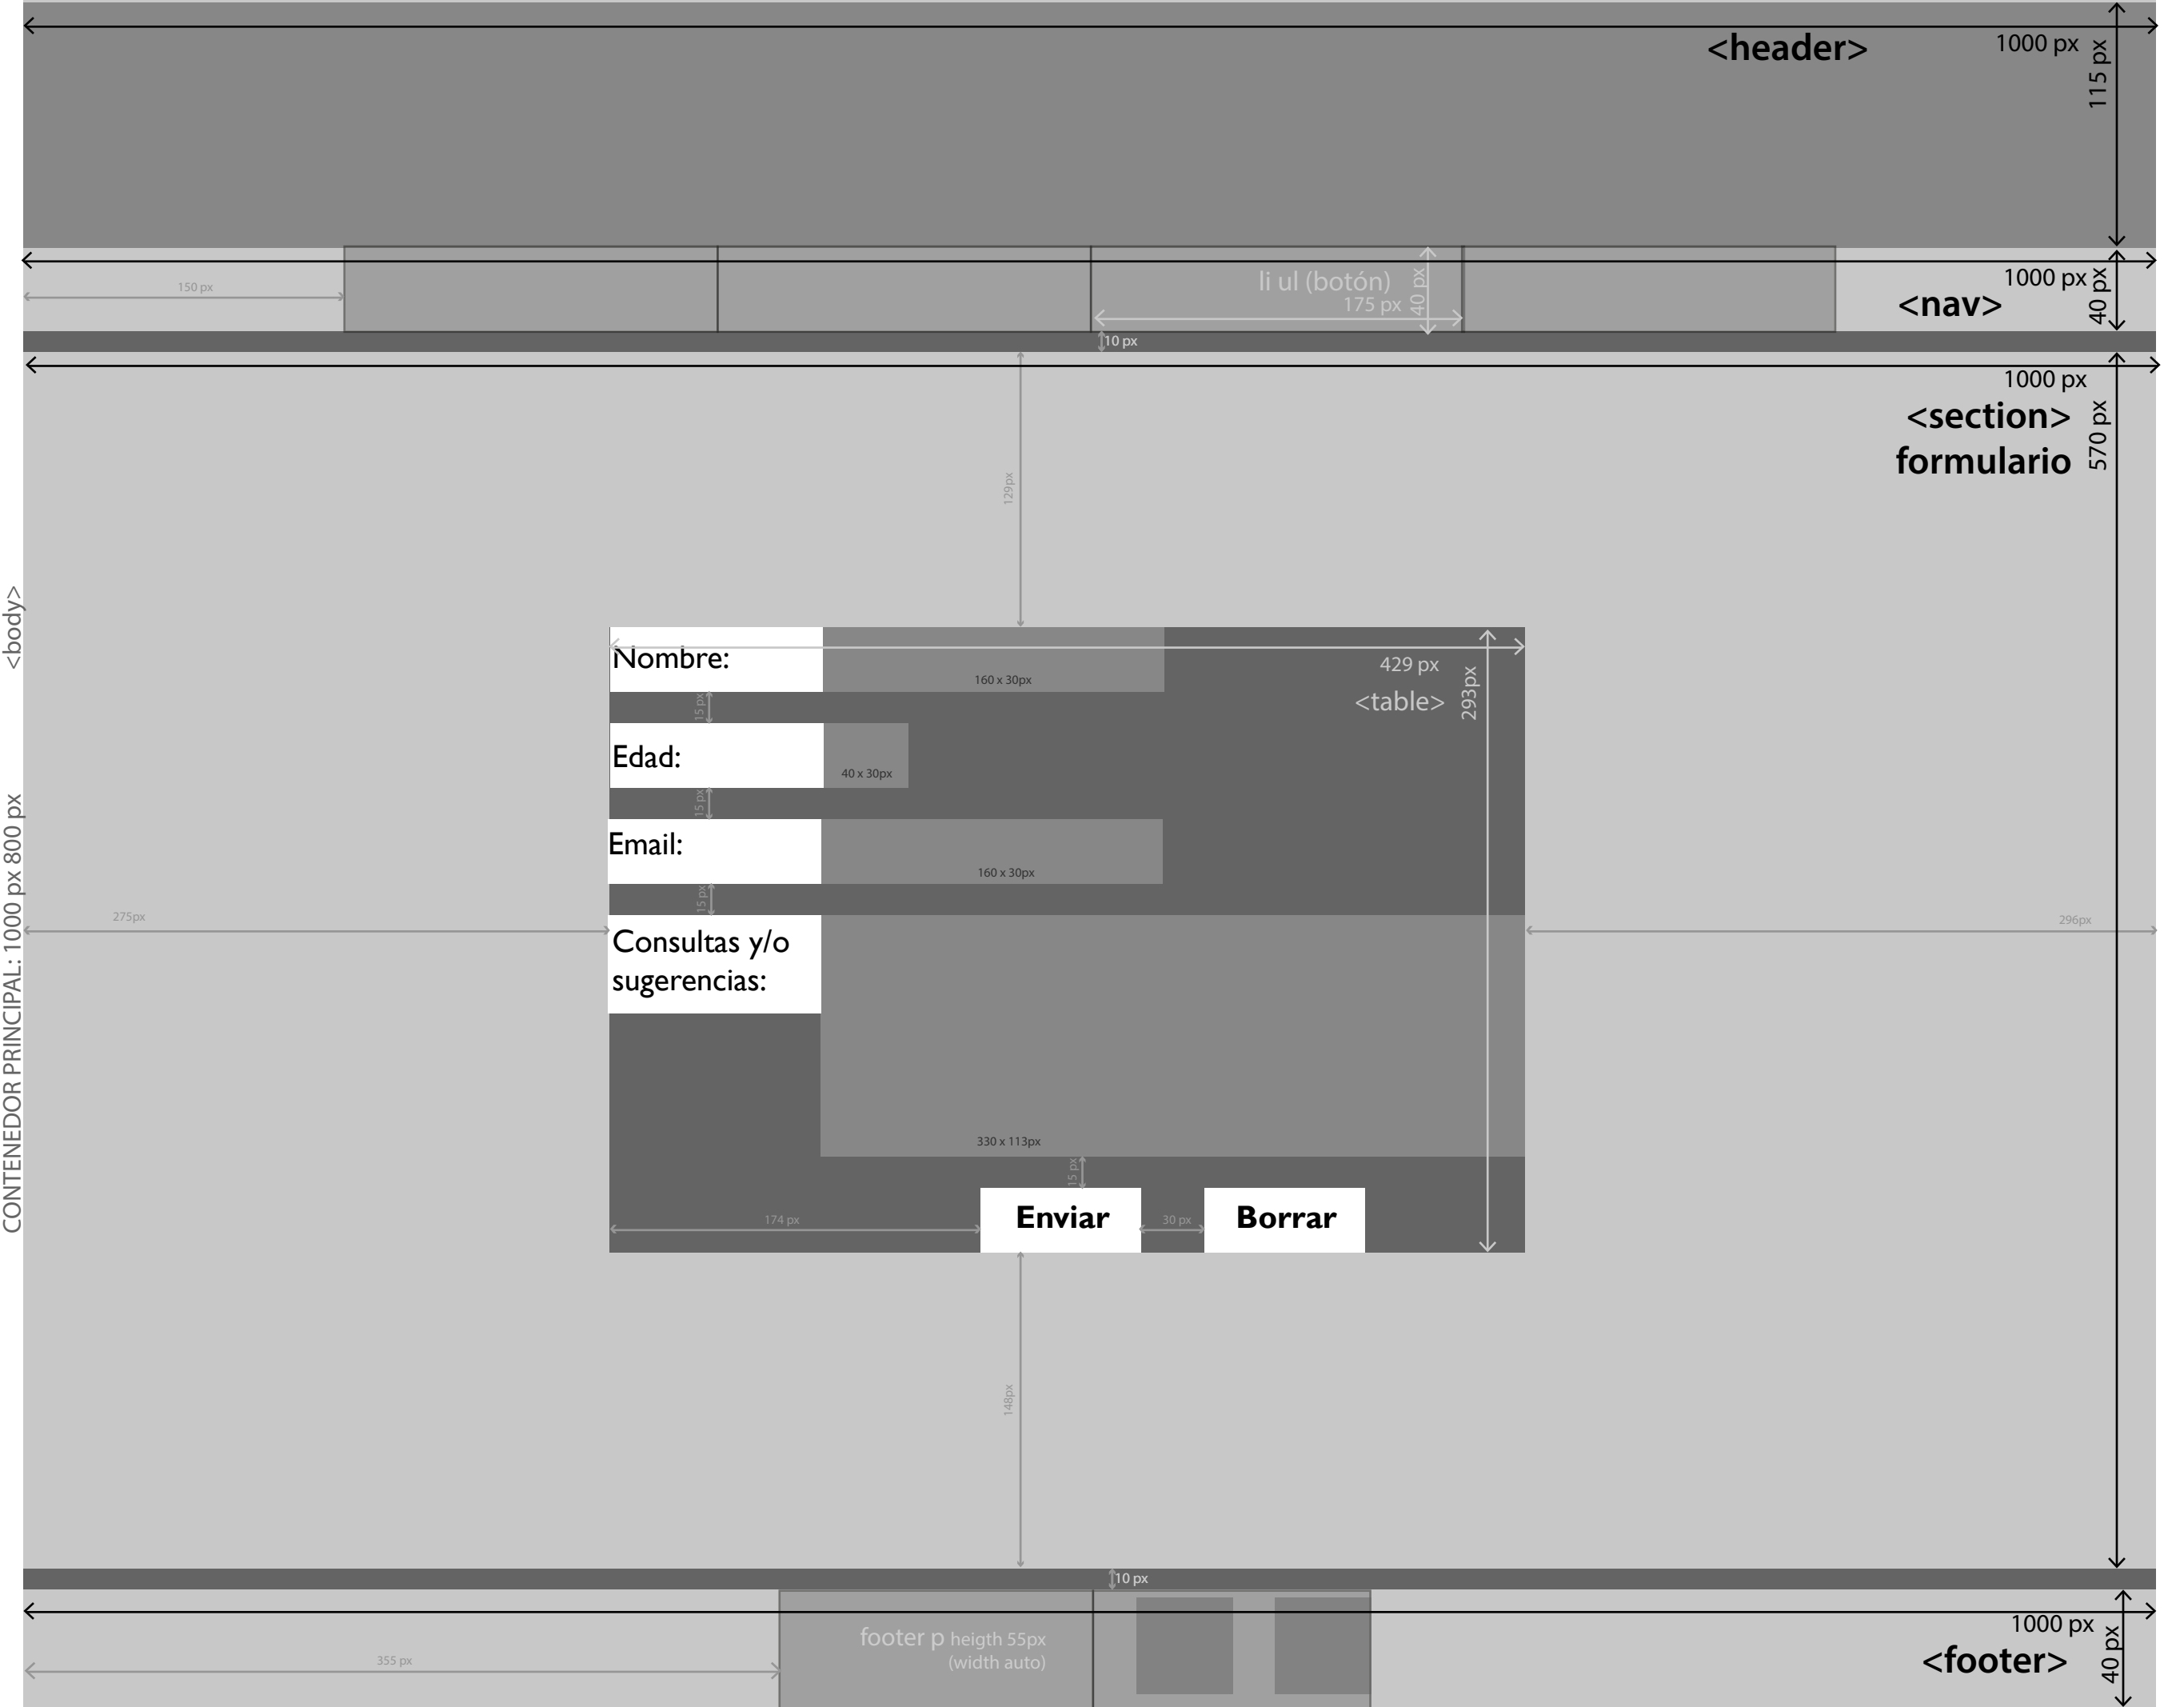 <header>
1000 px
115 px
150 px
li ul (botón)
175 px
40 px
1000 px
<nav>
40 px
10 px
1000 px
<section>
formulario
570 px
129px
<body>
CONTENEDOR PRINCIPAL: 1000 px px 800 px
Nombre:
160 x 30px
429 px
<table>
293px
15 px
Edad:
40 x 30px
15 px
Email:
160 x 30px
15 px
275px
296px
Consultas y/o
sugerencias:
330 x 113px
15 px
174 px
Enviar
30 px
Borrar
148px
10 px
footer p heigth 55px
(width auto)
355 px
1000 px
<footer>
40 px